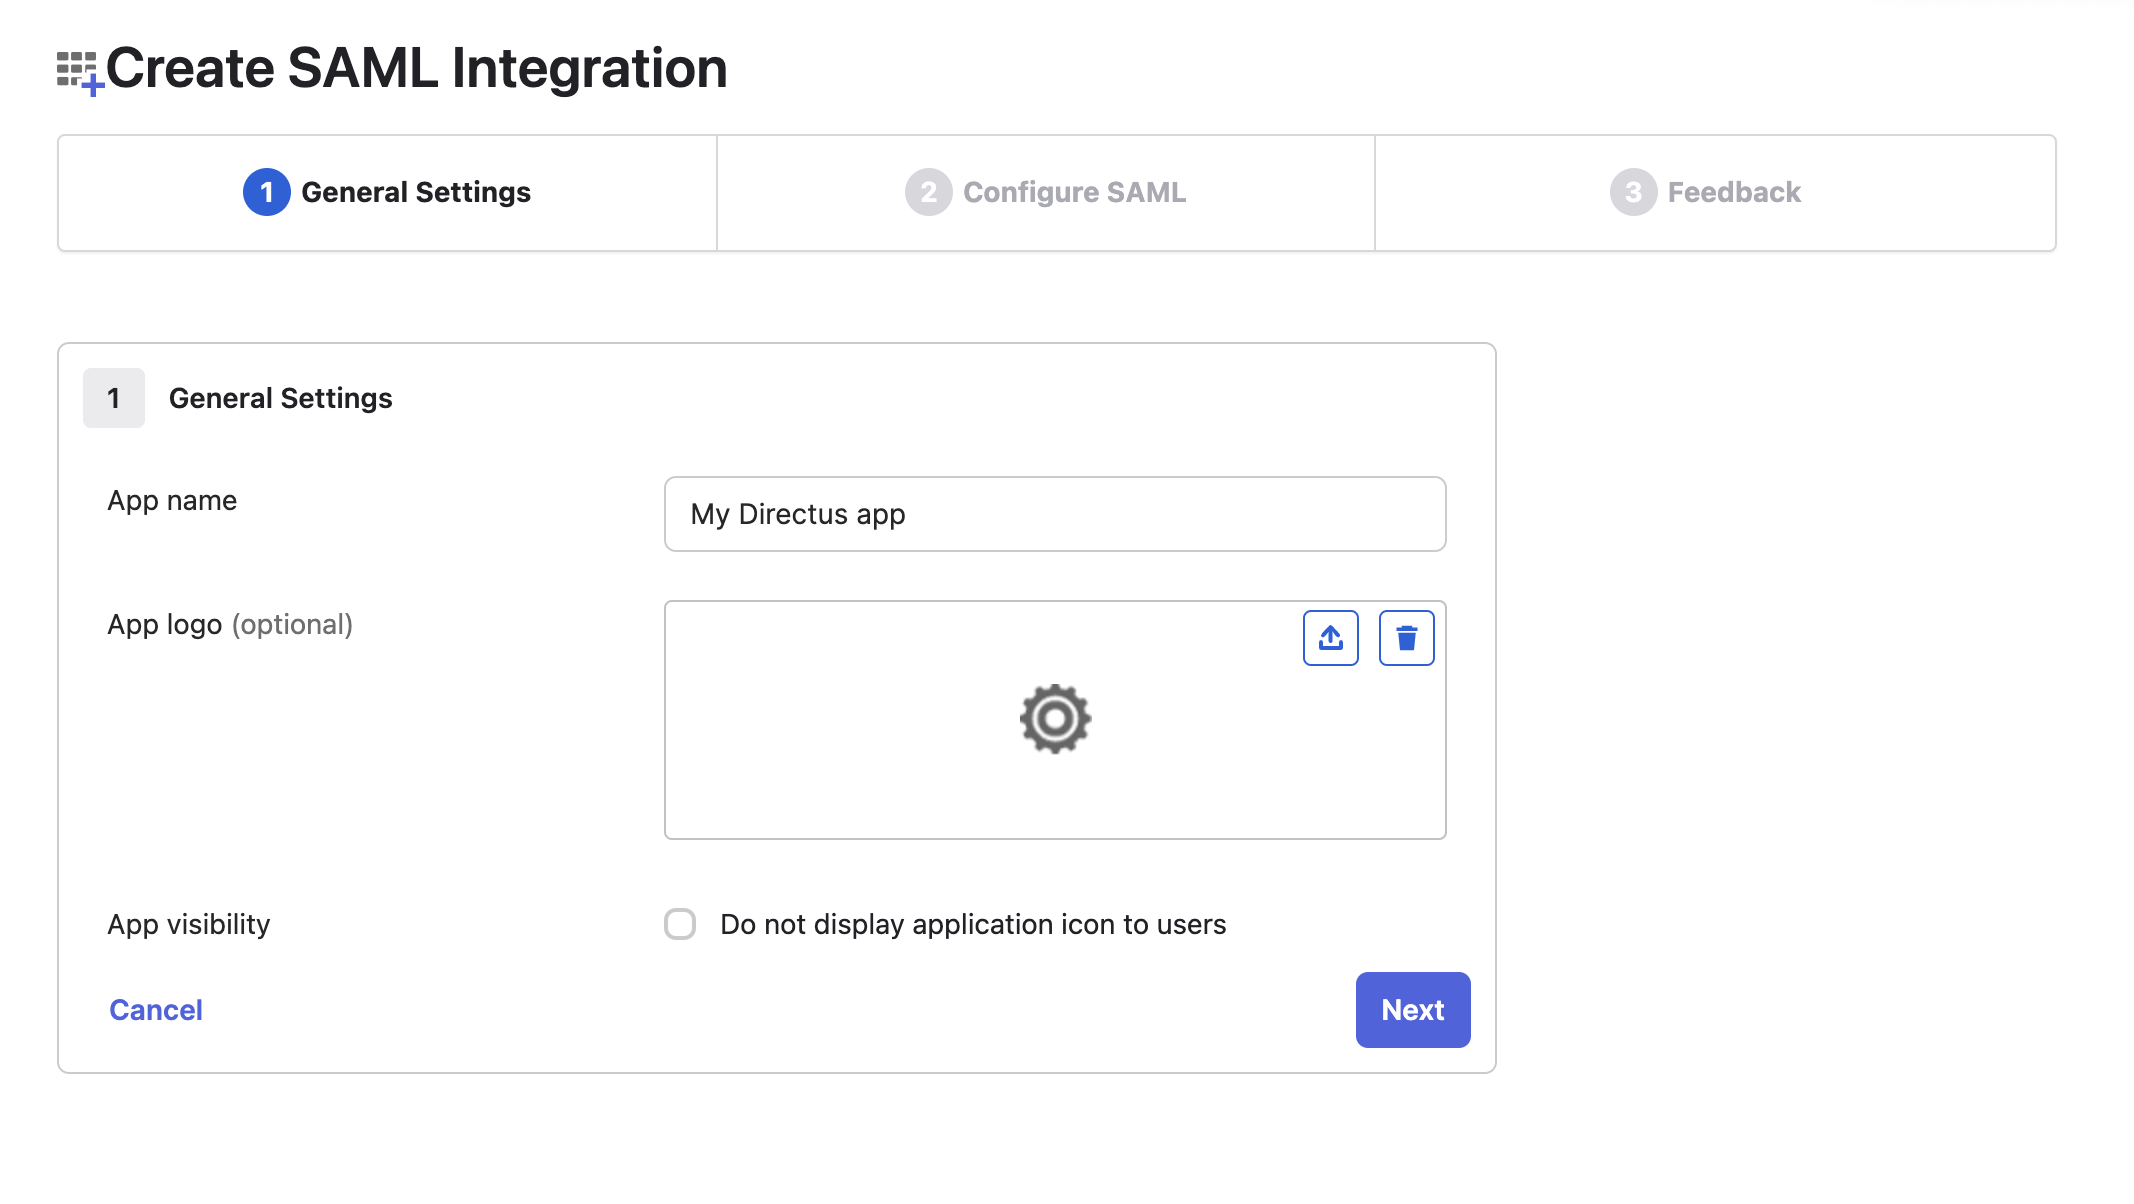 Create SAML Integration
1 General Settings
2 Configure SAML
3 Feedback
1 General Settings
App name
My Directus app
App logo (optional)
App visibility
Do not display application icon to users
Cancel
Next